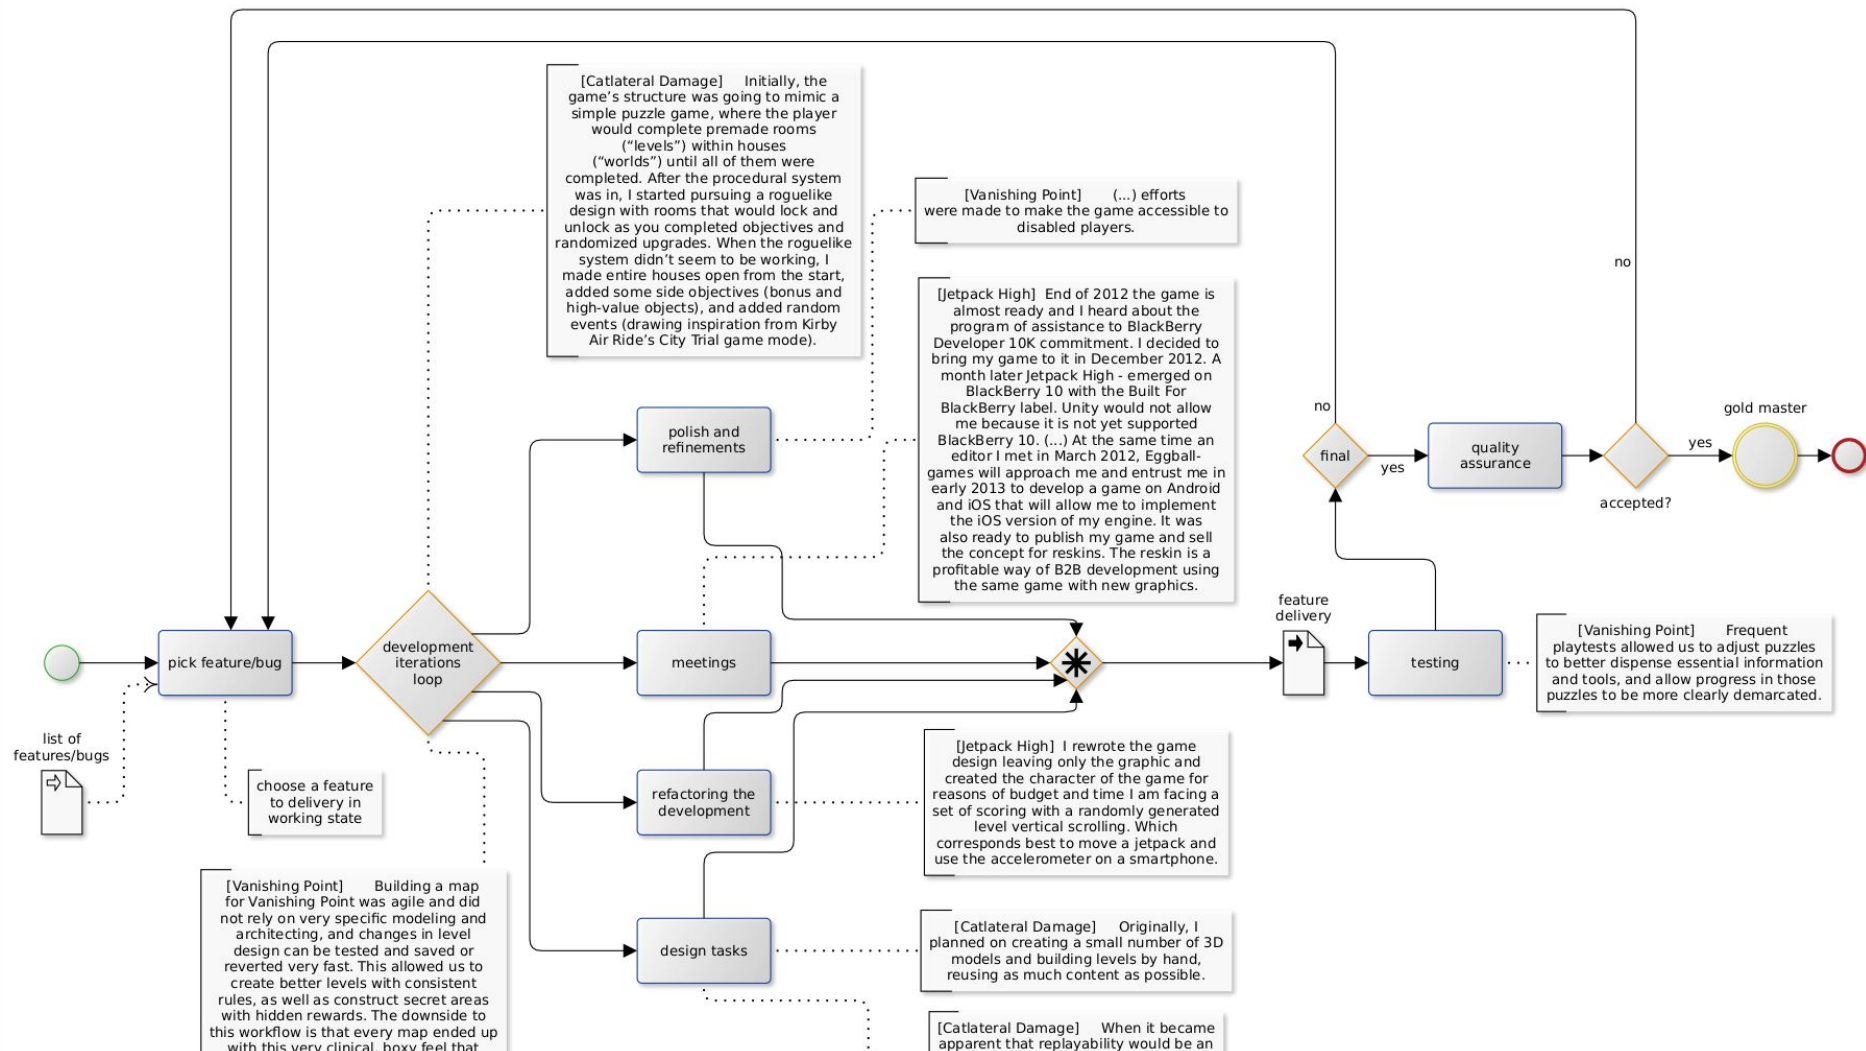 [Catlateral Damage] Initially, the
game’s structure was going to mimic a
simple puzzle game, where the player
would complete premade rooms
(“levels”) within houses
(“worlds”) until all of them were
completed. After the procedural system
was in, I started pursuing a roguelike
design with rooms that would lock and
unlock as you completed objectives and
randomized upgrades. When the roguelike
system didn’t seem to be working, I
made entire houses open from the start,
added some side objectives (bonus and
high-value objects), and added random
events (drawing inspiration from Kirby
Air Ride’s City Trial game mode).
[Vanishing Point] (...) efforts
were made to make the game accessible to
disabled players.
[Jetpack High] End of 2012 the game is
almost ready and I heard about the
program of assistance to BlackBerry
Developer 10K commitment. I decided to
bring my game to it in December 2012. A
month later Jetpack High - emerged on
BlackBerry 10 with the Built For
BlackBerry label. Unity would not allow
me because it is not yet supported
BlackBerry 10. (...) At the same time an
editor I met in March 2012, Eggball-
games will approach me and entrust me in
early 2013 to develop a game on Android
and iOS that will allow me to implement
the iOS version of my engine. It was
also ready to publish my game and sell
the concept for reskins. The reskin is a
profitable way of B2B development using
the same game with new graphics.
no
no
gold master
polish and
refinements
final
yes
quality
assurance
yes
accepted?
feature
delivery
pick feature/bug
development
iterations
loop
meetings
testing
[Vanishing Point] Frequent
playtests allowed us to adjust puzzles
to better dispense essential information
and tools, and allow progress in those
puzzles to be more clearly demarcated.
list of
features/bugs
choose a feature
to delivery in
working state
refactoring the
development
[Jetpack High] I rewrote the game
design leaving only the graphic and
created the character of the game for
reasons of budget and time I am facing a
set of scoring with a randomly generated
level vertical scrolling. Which
corresponds best to move a jetpack and
use the accelerometer on a smartphone.
[Vanishing Point] Building a map
for Vanishing Point was agile and did
not rely on very specific modeling and
architecting, and changes in level
design can be tested and saved or
reverted very fast. This allowed us to
create better levels with consistent
rules, as well as construct secret areas
with hidden rewards. The downside to
this workflow is that every map ended up
with this very clinical, boxy feel that
design tasks
[Catlateral Damage] Originally, I
planned on creating a small number of 3D
models and building levels by hand,
reusing as much content as possible.
[Catlateral Damage] When it became
apparent that replayability would be an